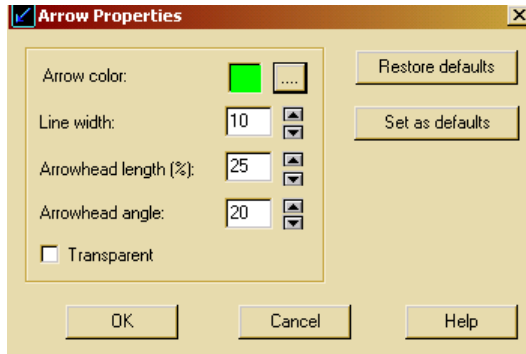 Arrow Properties
Arrow color:
....
Restore defaults
Line width:
10
Set as defaults
Arrowhead length (%):
25
Arrowhead angle:
20
Transparent
OK
Cancel
Help